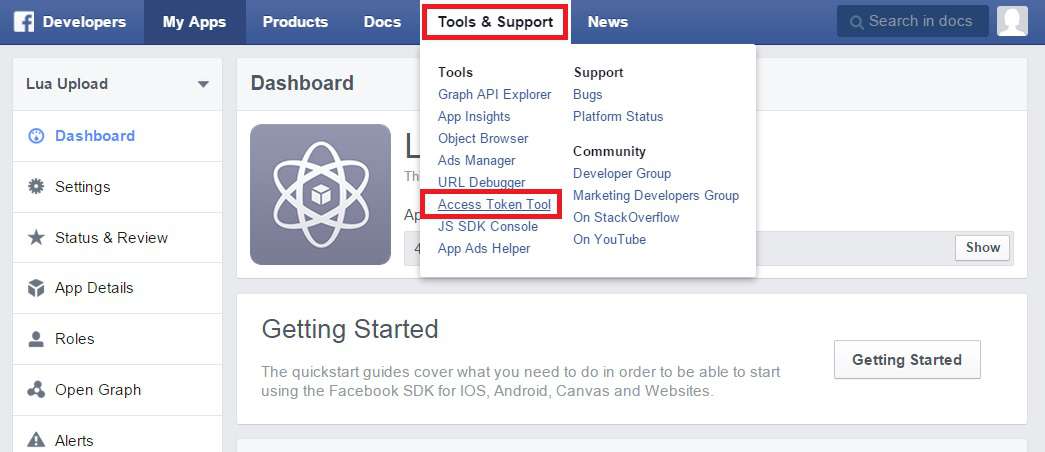 Developers My Apps Products Docs Tools & Support News Search in docs
Lua Upload
Dashboard
Settings
Status & Review
App Details
Roles
Open Graph
Alerts
Dashboard
L
Th
Ap
4
Show
Tools
Graph API Explorer
App Insights
Object Browser
Ads Manager
URL Debugger
Access Token Tool
JS SDK Console
App Ads Helper
Support
Bugs
Platform Status
Community
Developer Group
Marketing Developers Group
On StackOverflow
On YouTube
Getting Started
The quickstart guides cover what you need to do in order to be able to start
using the Facebook SDK for IOS, Android, Canvas and Websites.
Getting Started